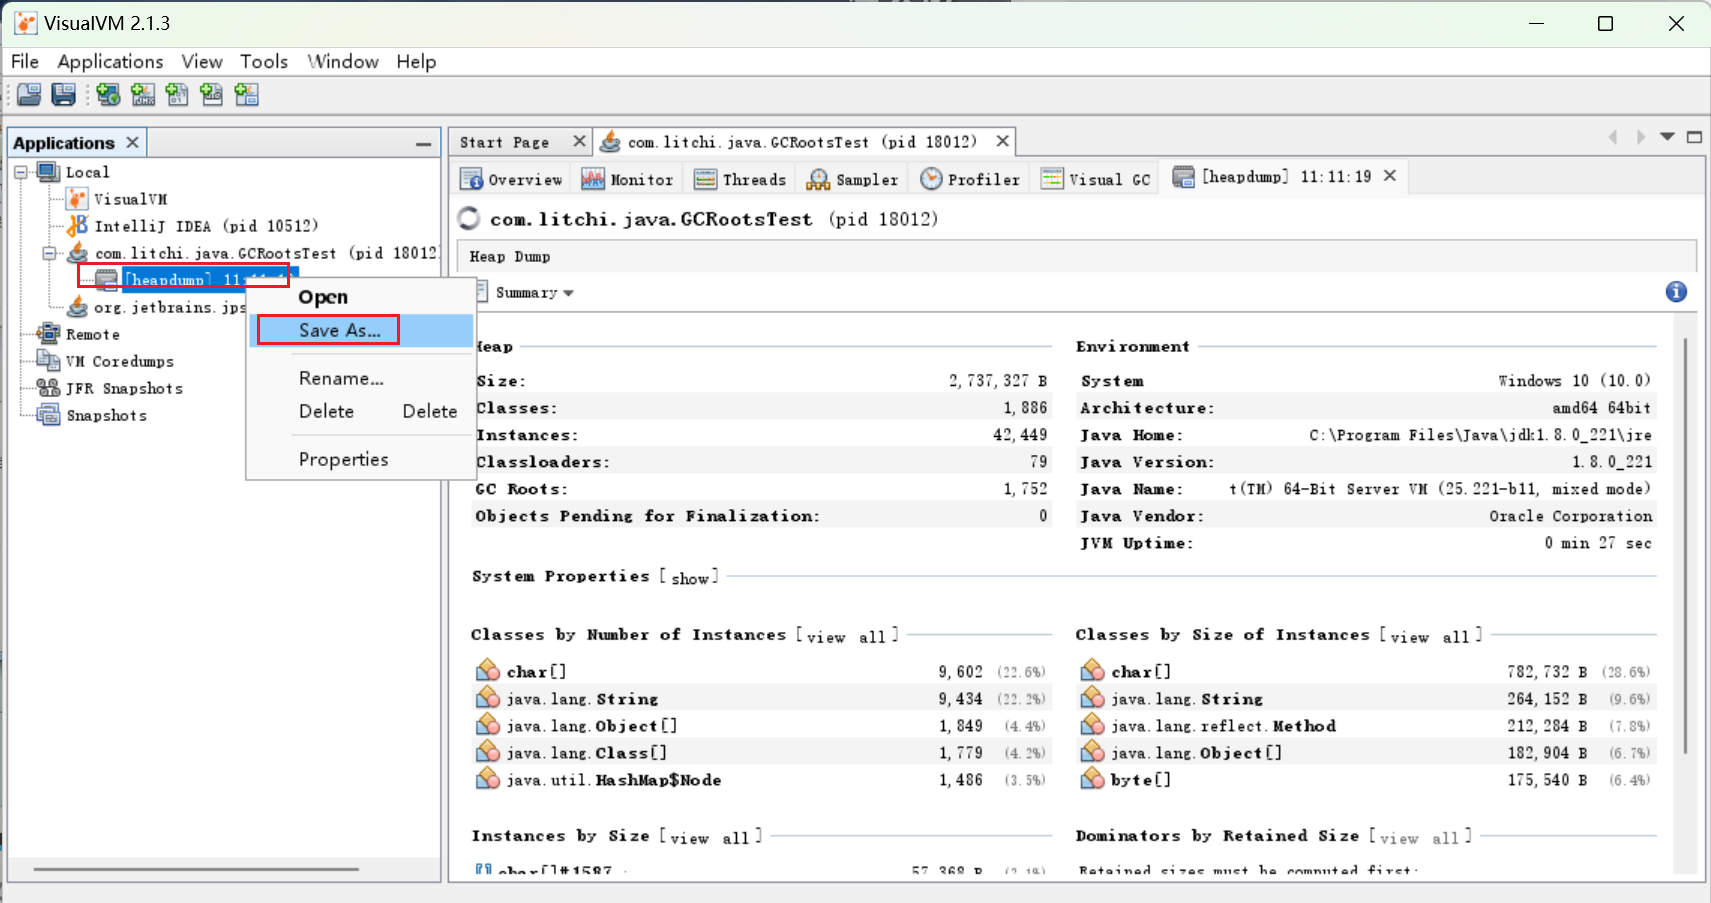 VisualVM 2.1.3
File Applications View Tools Window Help
Applications
Local
VisualVM
IntelliJ IDEA (pid 10512)
com.litchi.java.GCRootsTest (pid 18012)
[heapdump] 11:11:
org.jetbrains.jps
Remote
VM Coredumps
JFR Snapshots
Snapshots
Open
Save As...
Rename...
Delete Delete
Properties
Start Page
com.litchi.java.GCRootsTest (pid 18012)
Overview Monitor Threads Sampler Profiler Visual GC [heapdump] 11:11:19
com.litchi.java.GCRootsTest (pid 18012)
Heap Dump
Summary
Heap
Size: 2,737,327 B
Classes: 1,886
Instances: 42,449
Classloaders: 79
GC Roots: 1,752
Objects Pending for Finalization: 0
Environment
System Windows 10 (10.0)
Architecture: amd64 64bit
Java Home: C:\Program Files\Java\jdk1.8.0_221\jre
Java Version: 1.8.0_221
Java Name: t(TM) 64-Bit Server VM (25.221-b11, mixed mode)
Java Vendor: Oracle Corporation
JVM Uptime: 0 min 27 sec
System Properties [show]
Classes by Number of Instances [view all]
char[] 9,602 (22.6%)
java.lang.String 9,434 (22.2%)
java.lang.Object[] 1,849 (4.4%)
java.lang.Class[] 1,779 (4.2%)
java.util.HashMap$Node 1,486 (3.5%)
Classes by Size of Instances [view all]
char[] 782,732 B (28.6%)
java.lang.String 264,152 B (9.6%)
java.lang.reflect.Method 212,284 B (7.8%)
java.lang.Object[] 182,904 B (6.7%)
byte[] 175,540 B (6.4%)
Instances by Size [view all]
char[]#1587 : 57,368 B (2.1%)
Dominators by Retained Size [view all]
Retained sizes must be computed first: